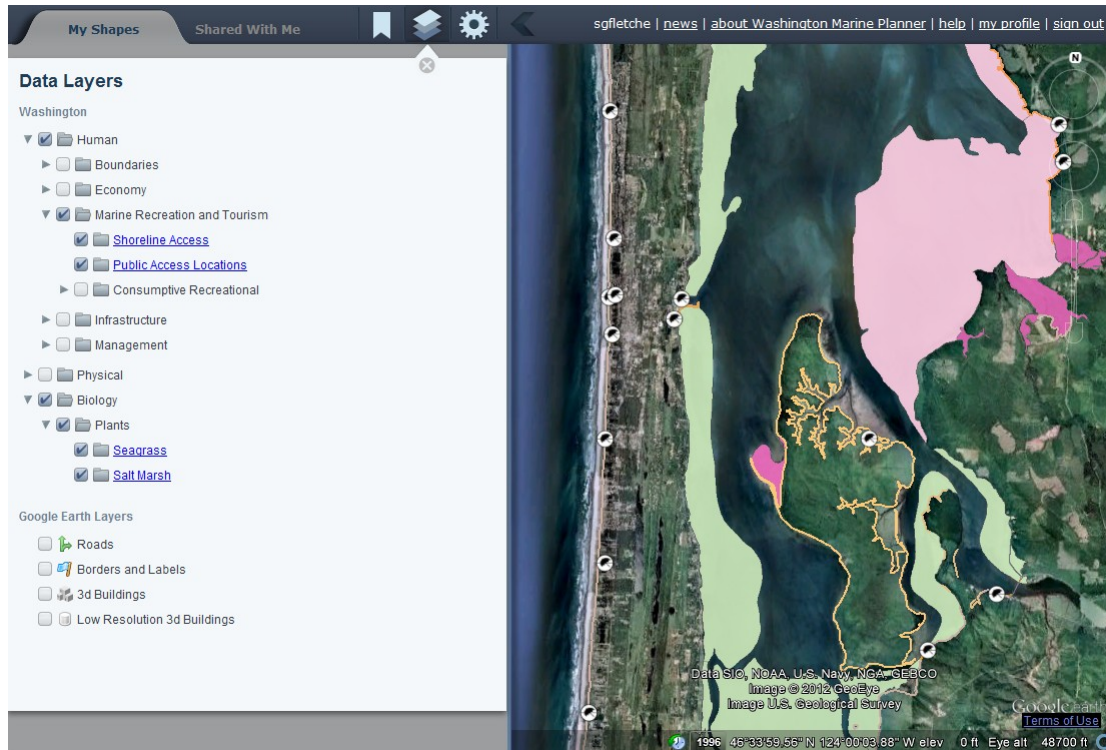 My Shapes
Shared With Me
sgfletche | news | about Washington Marine Planner | help | my profile | sign out
Data Layers
Washington
Human
Boundaries
Economy
Marine Recreation and Tourism
Shoreline Access
Public Access Locations
Consumptive Recreational
Infrastructure
Management
Physical
Biology
Plants
Seagrass
Salt Marsh
Google Earth Layers
Roads
Borders and Labels
3d Buildings
Low Resolution 3d Buildings
N
Data SIO, NOAA, U.S. Navy, NGA, GEBCO
Image © 2012 GeoEye
Image U.S. Geological Survey
Google earth
Terms of Use
1996 46°33'59.56" N 124°00'03.88" W elev 0 ft Eye alt 48700 ft